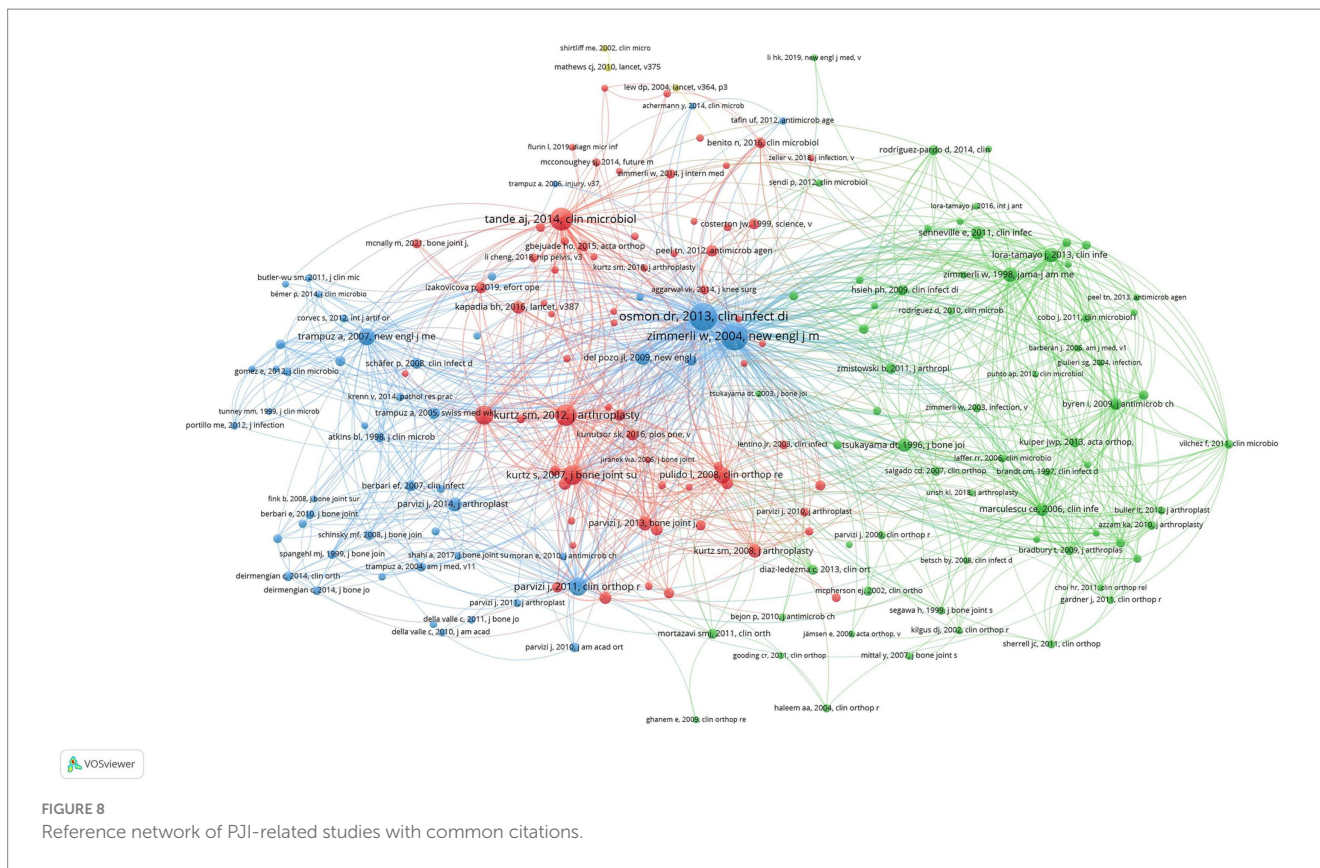 shirtliff me, 2002, clin micro
li hk, 2019, new engl j med, v
mathews cj, 2010, lancet, v375
lew dp, 2004, lancet, v364, p3
achermann y, 2014, clin microb
tafin uf, 2012, antimicrob age
benito n, 2016, clin microbiol
flurin l, 2019, diagn micr inf
rodríguez-pardo d, 2014, clin
mcconoughey sj, 2014, future m
zeller v, 2018, j infection, v
zimmerli w, 2014, j intern med
trampuz a, 2006, injury, v37,
sendi p, 2012, clin microbiol
lora-tamayo j, 2016, int j ant
tande aj, 2014, clin microbiol
costerton jw, 1999, science, v
senneville e, 2011, clin infec
mcnally m, 2021, bone joint j,
gbejuade ho, 2015, acta orthop
peel tn, 2012, antimicrob agen
lora-tamayo j, 2013, clin infe
li cheng, 2018, hip pelvis, v3
kurtz sm, 2018, j arthroplasty
zimmerli w, 1998, jama-j am me
butler-wu sm, 2011, j clin mic
izakovicova p, 2019, efort ope
aggarwal vk, 2014, j knee surg
hsieh ph, 2009, clin infect di
bémer p, 2014, j clin microbio
peel tn, 2013, antimicrob agen
kapadia bh, 2016, lancet, v387
rodríguez d, 2010, clin microb
corvec s, 2012, int j artif or
osmon dr, 2013, clin infect di
cobo j, 2011, clin microbiol i
trampuz a, 2007, new engl j me
zimmerli w, 2004, new engl j m
barberán j, 2006, am j med, v1
del pozo jl, 2009, new engl j
giulieri sg, 2004, infection,
schäfer p, 2008, clin infect d
zmistowski b, 2011, j arthropl
gomez e, 2012, j clin microbio
puhto ap, 2012, clin microbiol
krenn v, 2014, pathol res prac
tsukayama dt, 2003, j bone joi
tunney mm, 1999, j clin microb
trampuz a, 2005, swiss med wk
kurtz sm, 2012, j arthroplasty
zimmerli w, 2003, infection, v
byren i, 2009, j antimicrob ch
portillo me, 2012, j infection
atkins bl, 1998, j clin microb
kunutsor sk, 2016, plos one, v
lentino jr, 2003, clin infect
tsukayama dt, 1996, j bone joi
kuiper jwp, 2013, acta orthop,
vilchez f, 2011, clin microbio
jiranek wa, 2006, j bone joint
laffer rr, 2006, clin microbio
berbari ef, 2007, clin infect
kurtz s, 2007, j bone joint su
pulido l, 2008, clin orthop re
salgado cd, 2007, clin orthop
brandt cm, 1997, clin infect d
fink b, 2008, j bone joint sur
parvizi j, 2014, j arthroplast
urish kl, 2018, j arthroplasty
berbari e, 2010, j bone joint
parvizi j, 2010, j arthroplast
marculescu ce, 2006, clin infe
buller lt, 2012, j arthroplast
parvizi j, 2013, bone joint j,
azzam ka, 2010, j arthroplasty
schinsky mf, 2008, j bone join
parvizi j, 2009, clin orthop r
spangehl mj, 1999, j bone join
shahi a, 2017, j bone joint su
moran e, 2010, j antimicrob ch
kurtz sm, 2008, j arthroplasty
bradbury t, 2009, j arthroplas
trampuz a, 2004, am j med, v11
betsch by, 2008, clin infect d
deirmengian c, 2014, clin orth
diaz-ledezma c, 2013, clin ort
deirmengian c, 2014, j bone jo
parvizi j, 2011, clin orthop r
choi hr, 2011, clin orthop rel
mcpherson ej, 2002, clin ortho
gardner j, 2011, clin orthop r
parvizi j, 2011, j arthroplast
della valle c, 2011, j bone jo
bejon p, 2010, j antimicrob ch
segawa h, 1999, j bone joint s
della valle c, 2010, j am acad
mortazavi smj, 2011, clin orth
jämsen e, 2009, acta orthop, v
kilgus dj, 2002, clin orthop r
parvizi j, 2010, j am acad ort
sherrell jc, 2011, clin orthop
gooding cr, 2011, clin orthop
mittal y, 2007, j bone joint s
haleem aa, 2004, clin orthop r
ghanem e, 2009, clin orthop re
VOSviewer
FIGURE 8
Reference network of PJI-related studies with common citations.